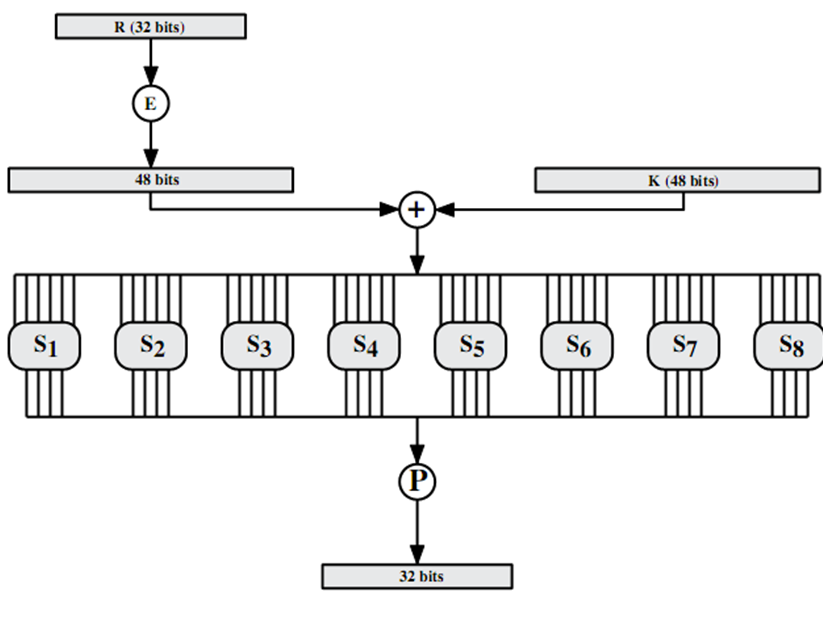 R (32 bits)
E
48 bits
K (48 bits)
+
S1 S2 S3 S4 S5 S6 S7 S8
P
32 bits